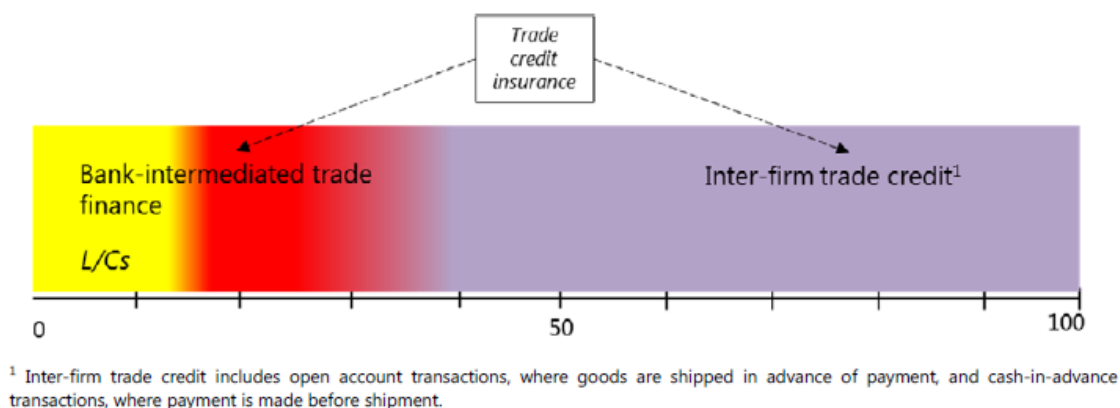 Trade
credit
insurance
Bank-intermediated trade
finance
Inter-firm trade credit¹
L/Cs
0
50
100
¹ Inter-firm trade credit includes open account transactions, where goods are shipped in advance of payment, and cash-in-advance
transactions, where payment is made before shipment.